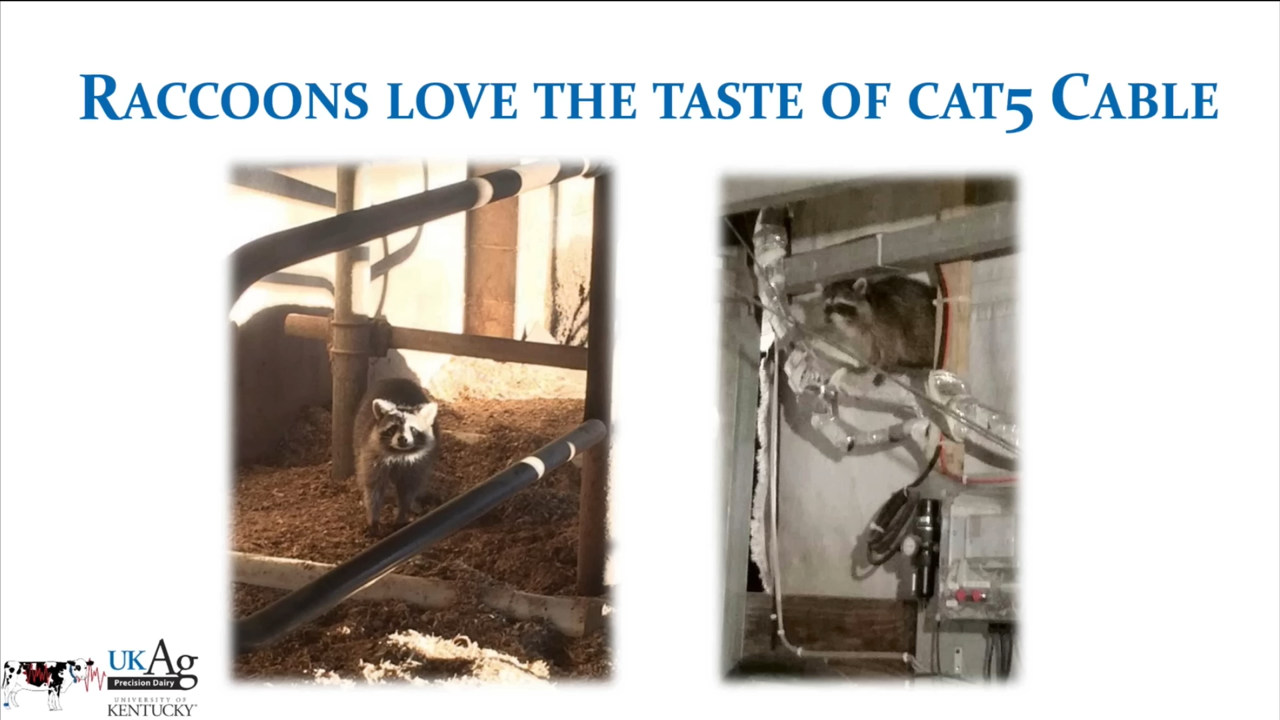 Raccoons love the taste of cat5 Cable
UKAg
Precision Dairy
UNIVERSITY OF
KENTUCKY